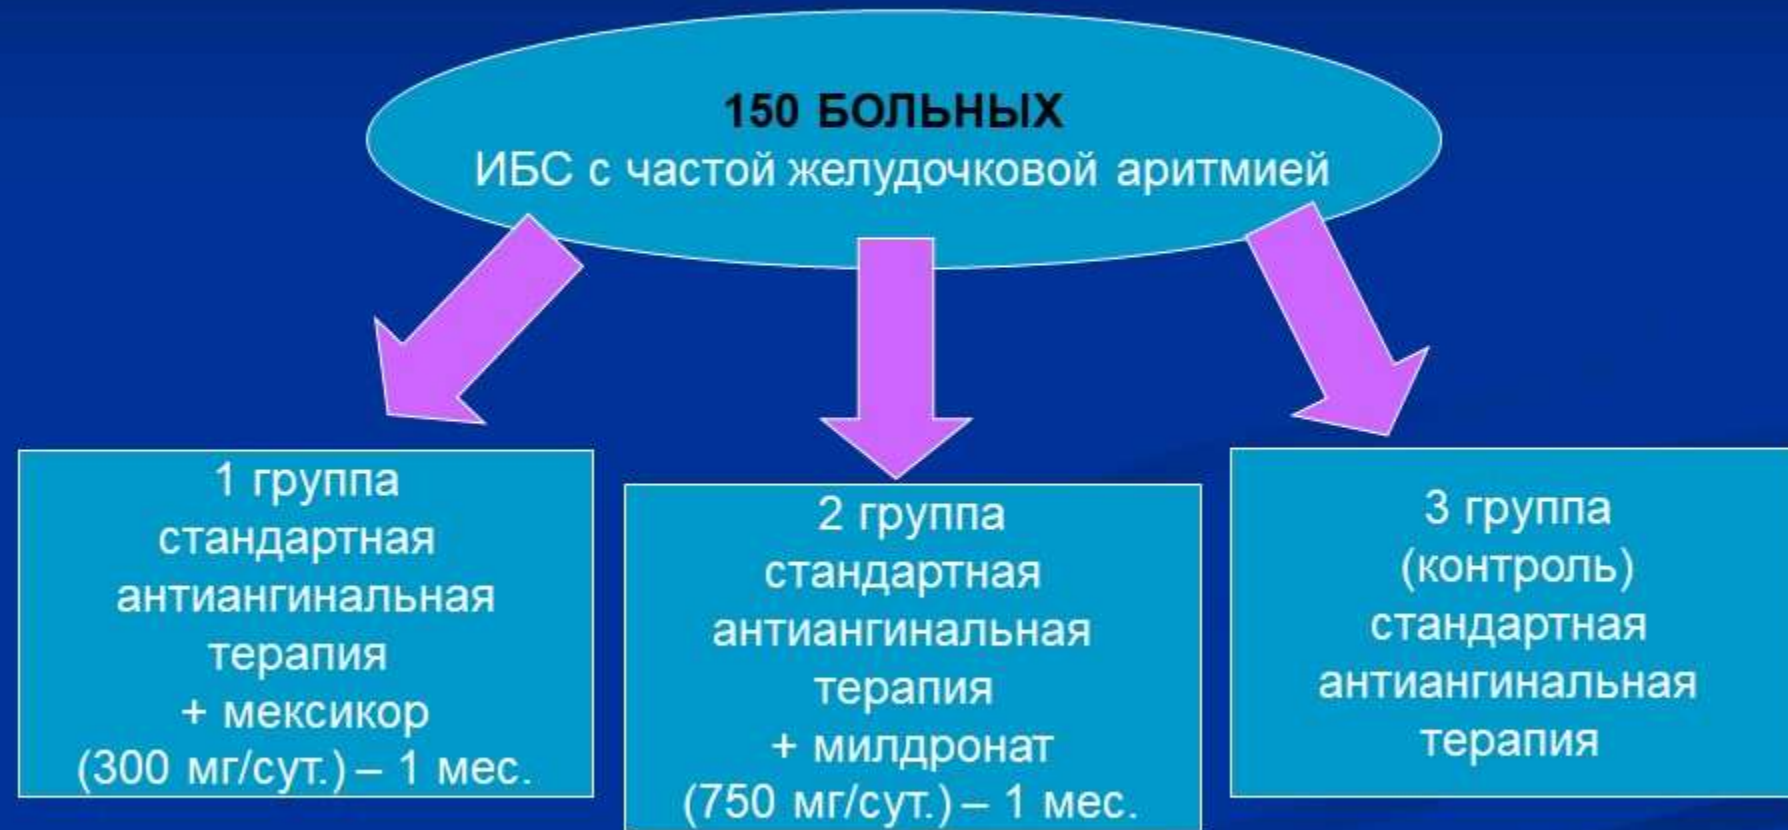 150 БОЛЬНЫХ
ИБС с частой желудочковой аритмией
1 группа
стандартная
антиангинальная
терапия
+ мексикор
(300 мг/сут.) – 1 мес.
2 группа
стандартная
антиангинальная
терапия
+ милдронат
(750 мг/сут.) – 1 мес.
3 группа
(контроль)
стандартная
антиангинальная
терапия